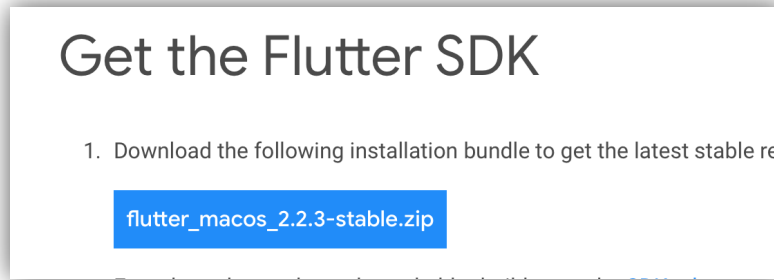 Get the Flutter SDK
1. Download the following installation bundle to get the latest stable
flutter_macos_2.2.3-stable.zip